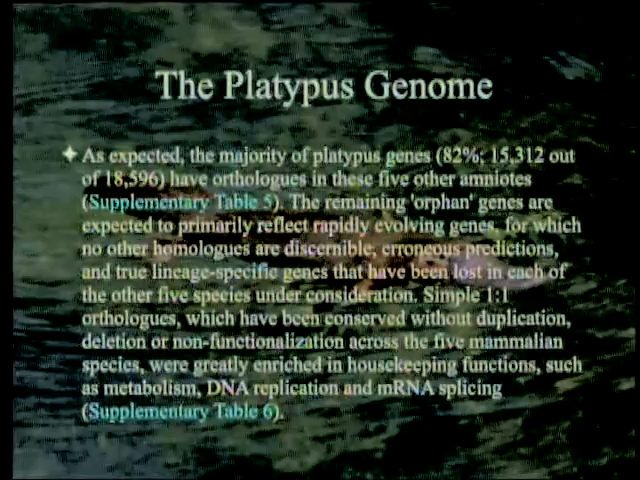 The Platypus Genome
As expected, the majority of platypus genes (82%; 15,312 out
of 18,596) have orthologues in these five other amniotes
(Supplementary Table 5). The remaining 'orphan' genes are
expected to primarily reflect rapidly evolving genes, for which
no other homologues are discernible, erroneous predictions,
and true lineage-specific genes that have been lost in each of
the other five species under consideration. Simple 1:1
orthologues, which have been conserved without duplication,
deletion or non-functionalization across the five mammalian
species, were greatly enriched in housekeeping functions, such
as metabolism, DNA replication and mRNA splicing
(Supplementary Table 6).